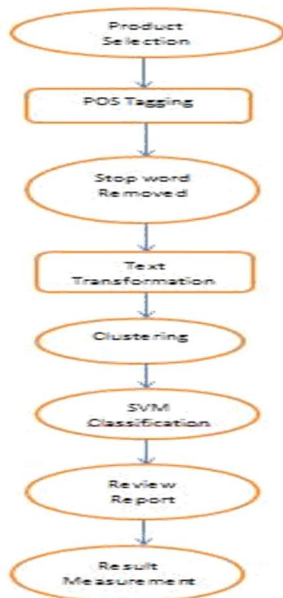 Product
Selection
POS Tagging
Stop word
Removed
Text
Transformation
Clustering
SVM
Classification
Review
Report
Result
Measurement